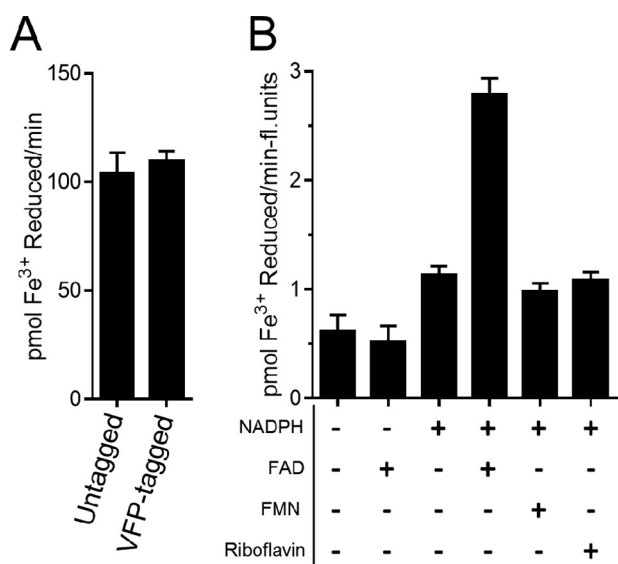 A
pmol Fe³⁺ Reduced/min
150
100
50
0
Untagged
VFP-tagged
B
pmol Fe³⁺ Reduced/min-fl.units
3
2
1
0
NADPH - - + + + +
FAD - + - + - -
FMN - - - - + -
Riboflavin - - - - - +